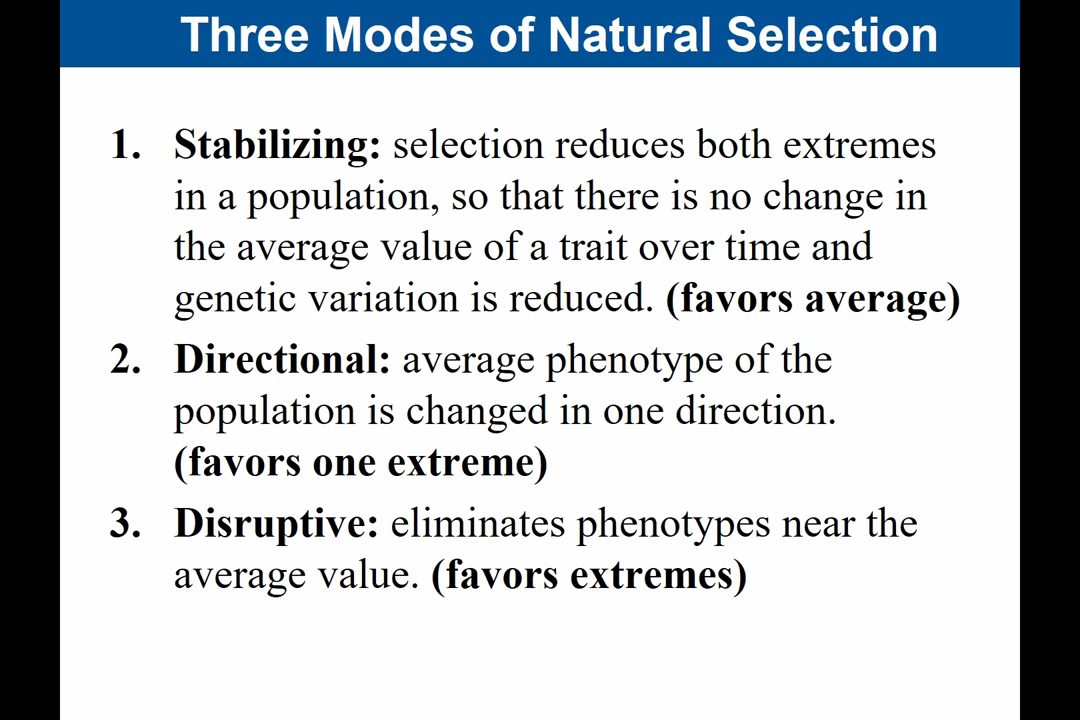 Three Modes of Natural Selection
1. Stabilizing: selection reduces both extremes
in a population, so that there is no change in
the average value of a trait over time and
genetic variation is reduced. (favors average)
2. Directional: average phenotype of the
population is changed in one direction.
(favors one extreme)
3. Disruptive: eliminates phenotypes near the
average value. (favors extremes)